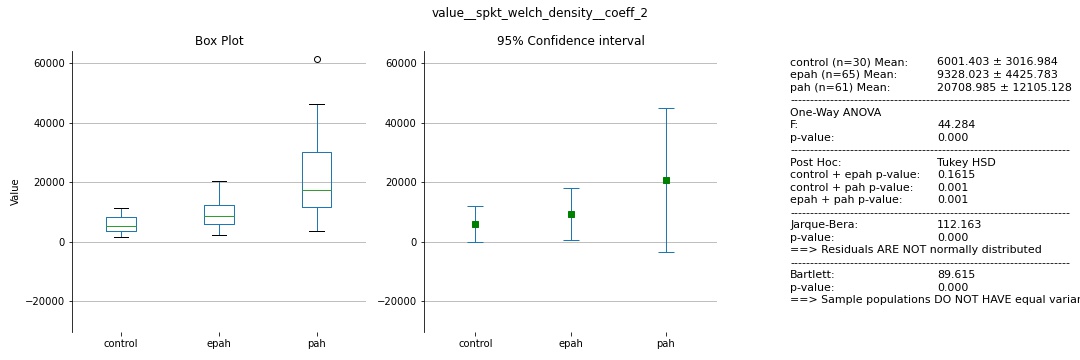 value__spkt_welch_density__coeff_2
Box Plot
Value
60000
40000
20000
0
−20000
control epah pah
95% Confidence interval
60000
40000
20000
0
−20000
control epah pah
control (n=30) Mean: 6001.403 ± 3016.984
epah (n=65) Mean: 9328.023 ± 4425.783
pah (n=61) Mean: 20708.985 ± 12105.128
One-Way ANOVA
F: 44.284
p-value: 0.000
Post Hoc: Tukey HSD
control + epah p-value: 0.1615
control + pah p-value: 0.001
epah + pah p-value: 0.001
Jarque-Bera: 112.163
p-value: 0.000
==> Residuals ARE NOT normally distributed
Bartlett: 89.615
p-value: 0.000
==> Sample populations DO NOT HAVE equal varian